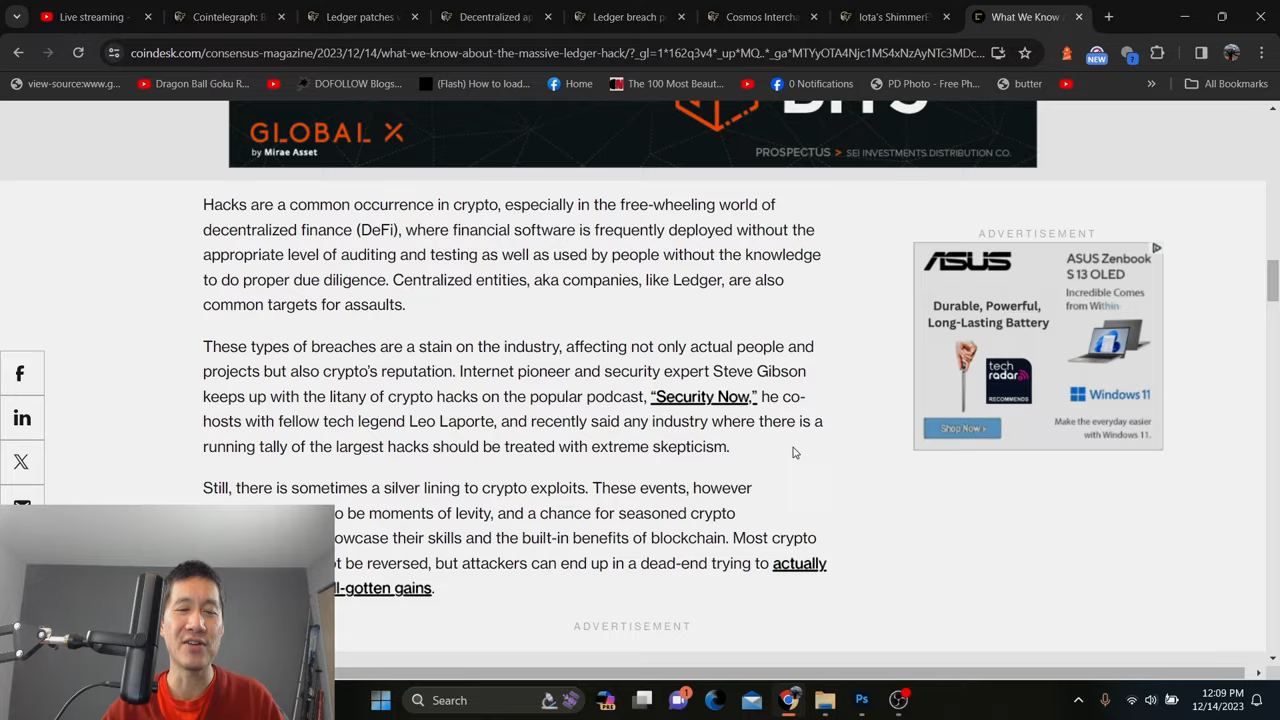 Live streaming -
Cointelegraph: B
Ledger patches v
Decentralized ap
Ledger breach p
Cosmos Intercha
Iota's ShimmerE
What We Know
coindesk.com/consensus-magazine/2023/12/14/what-we-know-about-the-massive-ledger-hack/?_gl=1*162q3v4*_up*MQ..*_ga*MTYyOTA4Njc1MS4xNzAyNTc3MDc...
NEW
view-source:www.g...
Dragon Ball Goku R...
DOFOLLOW Blogs...
(Flash) How to load...
Home
The 100 Most Beaut...
0 Notifications
PD Photo - Free Ph...
butter
All Bookmarks
BITS
GLOBAL X
by Mirae Asset
PROSPECTUS > SEI INVESTMENTS DISTRIBUTION CO.
Hacks are a common occurrence in crypto, especially in the free-wheeling world of
decentralized finance (DeFi), where financial software is frequently deployed without the
appropriate level of auditing and testing as well as used by people without the knowledge
to do proper due diligence. Centralized entities, aka companies, like Ledger, are also
common targets for assaults.
These types of breaches are a stain on the industry, affecting not only actual people and
projects but also crypto's reputation. Internet pioneer and security expert Steve Gibson
keeps up with the litany of crypto hacks on the popular podcast, “Security Now,” he co-
hosts with fellow tech legend Leo Laporte, and recently said any industry where there is a
running tally of the largest hacks should be treated with extreme skepticism.
Still, there is sometimes a silver lining to crypto exploits. These events, however
o be moments of levity, and a chance for seasoned crypto
owcase their skills and the built-in benefits of blockchain. Most crypto
t be reversed, but attackers can end up in a dead-end trying to actually
ll-gotten gains.
ADVERTISEMENT
ADVERTISEMENT
ASUS
Durable, Powerful,
Long-Lasting Battery
tech
radar
RECOMMENDS
Shop Now >
ASUS Zenbook
S 13 OLED
Incredible Comes
from Within
Windows 11
Make the everyday easier
with Windows 11.
Search
1
Ps
12:09 PM
12/14/2023